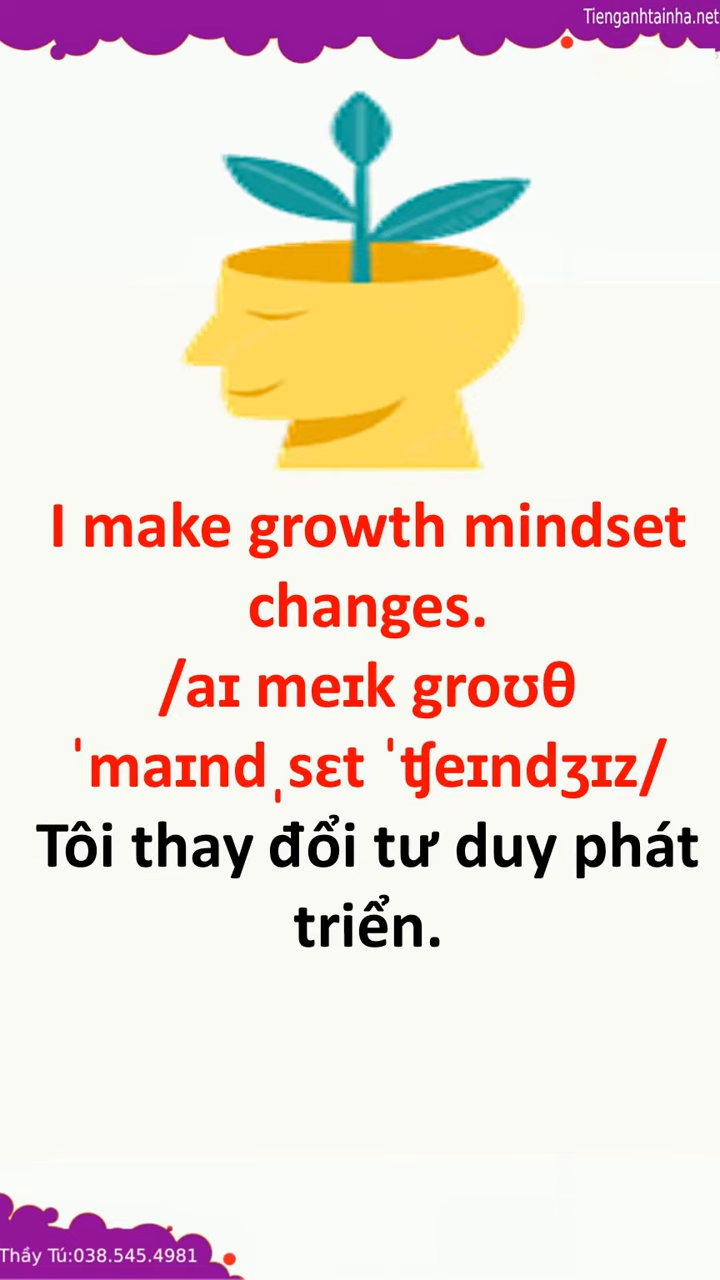 Tienganhtainha.net
I make growth mindset
changes.
/aɪ meɪk groʊθ
ˈmaɪndˌsɛt ˈʧeɪndʒɪz/
Tôi thay đổi tư duy phát
triển.
Thầy Tú:038.545.4981